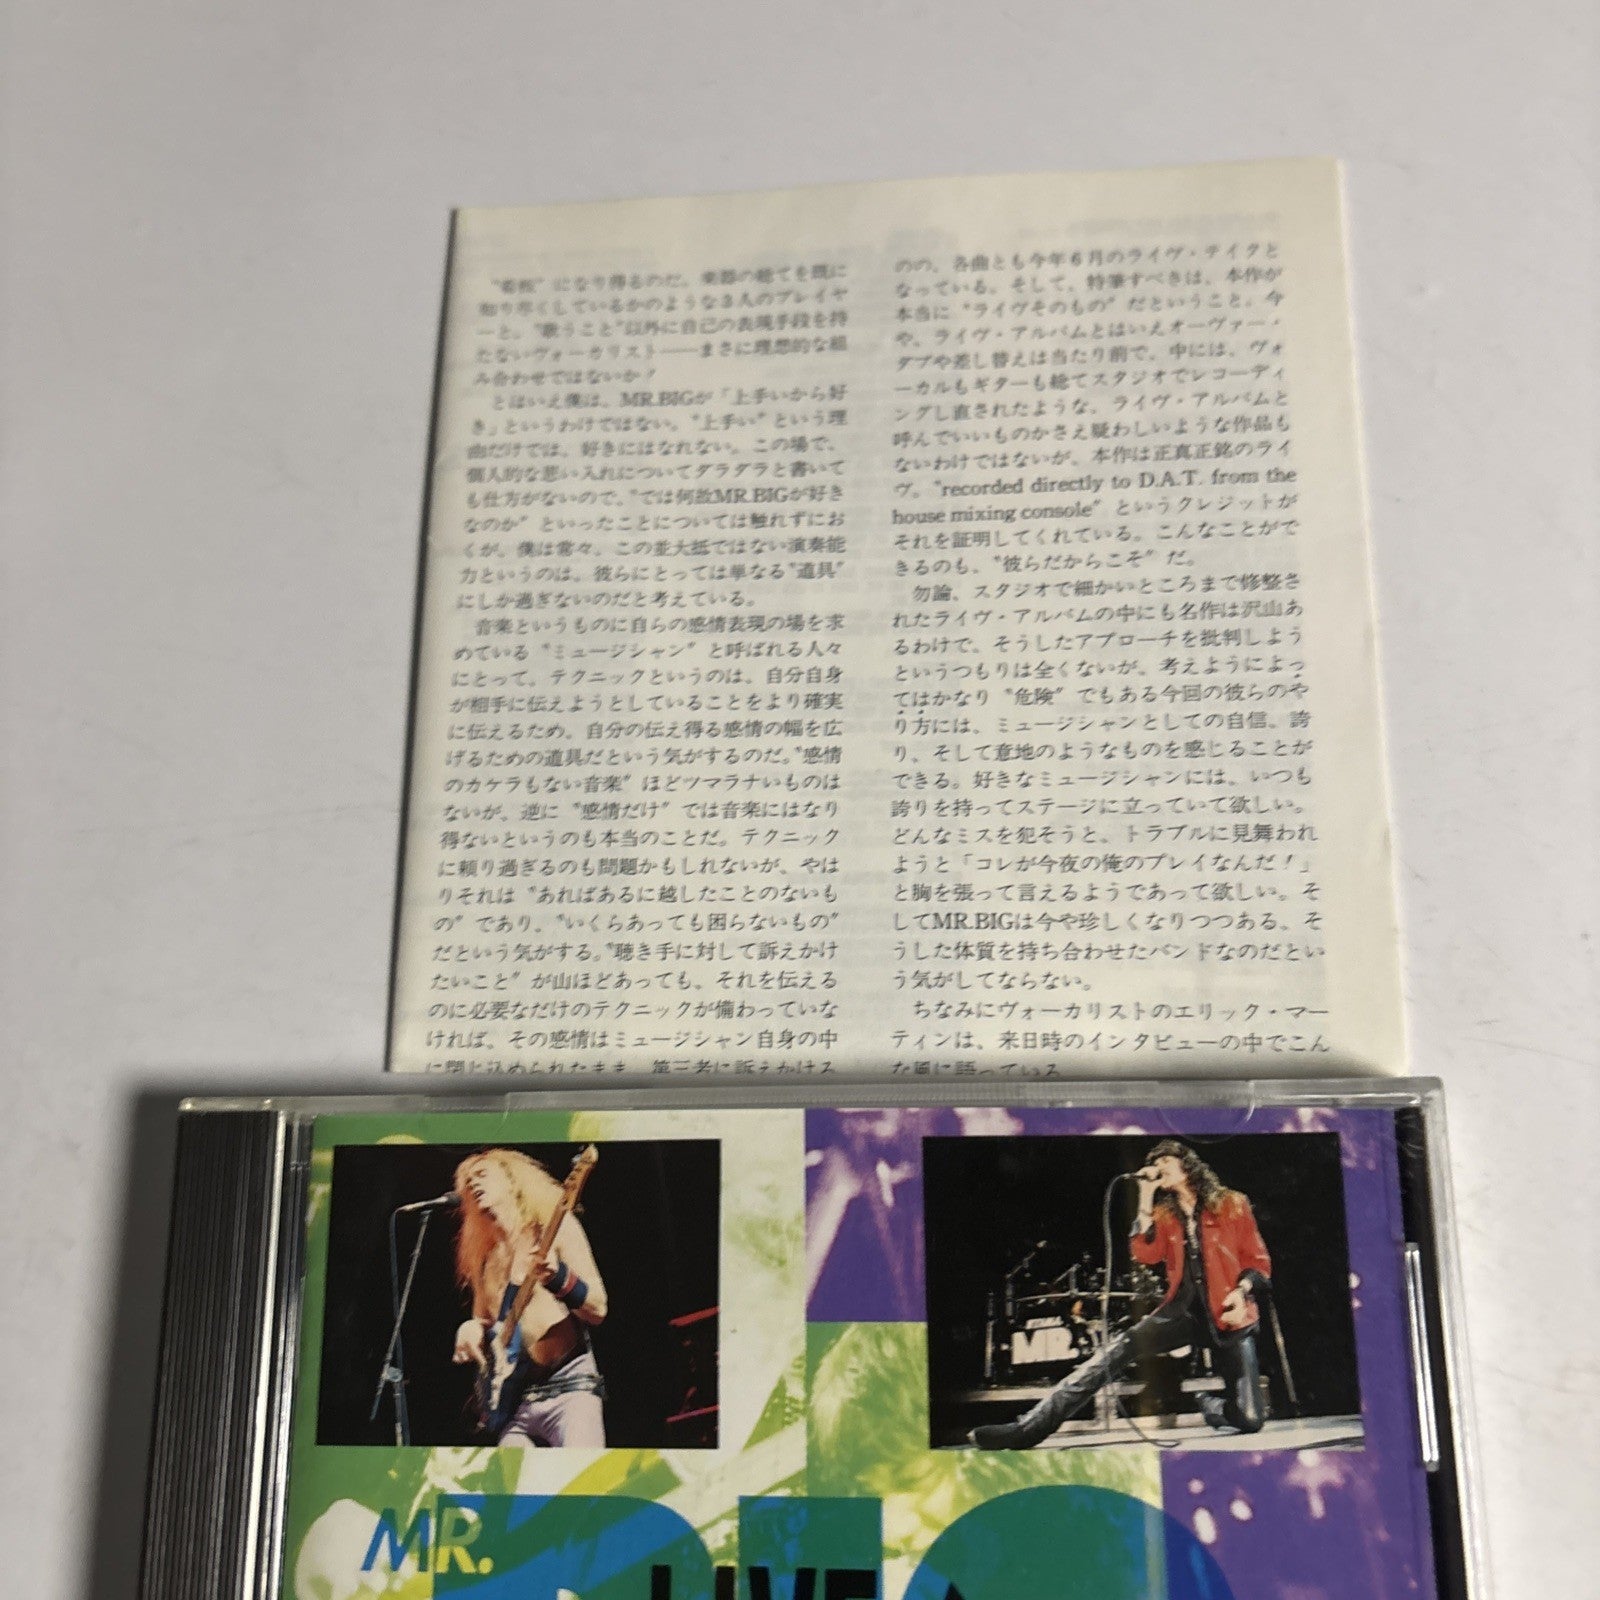 "看板" になり得るのだ。楽器の総てを既に
知り尽くしているかのような3人のプレイヤ
ーと、"歌うこと"以外に自己の表現手段を持
たないヴォーカリスト――まさに理想的な組
み合わせではないか！
とはいえ僕は、MR.BIGが「上手いから好
き」というわけではない。"上手い" という理
由だけでは、好きにはなれない。この場で、
個人的な思い入れについてダラダラと書いて
も仕方がないので、"では何故MR.BIGが好き
なのか" といったことについては触れずにお
くが、僕は常々、この並大抵ではない演奏能
力というのは、彼らにとっては単なる"道具"
にしか過ぎないのだと考えている。
音楽というものに自らの感情表現の場を求
めている "ミュージシャン" と呼ばれる人々
にとって、テクニックというのは、自分自身
が相手に伝えようとしていることをより確実
に伝えるため、自分の伝え得る感情の幅を広
げるための道具だという気がするのだ。"感情
のカケラもない音楽" ほどツマラナいものは
ないが、逆に "感情だけ" では音楽にはなり
得ないというのも本当のことだ。テクニック
に頼り過ぎるのも問題かもしれないが、やは
りそれは "あればあるに越したことのないも
の" であり、"いくらあっても困らないもの"
だという気がする。"聴き手に対して訴えかけ
たいこと" が山ほどあっても、それを伝える
のに必要なだけのテクニックが備わっていな
ければ、その感情はミュージシャン自身の中
に閉じ込められたまま、第三者に訴えかける
のの、各曲とも今年6月のライヴ・テイクと
なっている。そして、特筆すべきは、本作が
本当に "ライヴそのもの" だということ。今
や、ライヴ・アルバムとはいえオーヴァー・
ダブや差し替えは当たり前で、中には、ヴォ
ーカルもギターも総てスタジオでレコーディ
ングし直されたような、ライヴ・アルバムと
呼んでいいものかさえ疑わしいような作品も
ないわけではないが、本作は正真正銘のライ
ヴ。"recorded directly to D.A.T. from the
house mixing console" というクレジットが
それを証明してくれている。こんなことがで
きるのも、"彼らだからこそ" だ。
勿論、スタジオで細かいところまで修整さ
れたライヴ・アルバムの中にも名作は沢山あ
るわけで、そうしたアプローチを批判しよう
というつもりは全くないが、考えようによっ
てはかなり "危険" でもある今回の彼らのや
り方には、ミュージシャンとしての自信、誇
り、そして意地のようなものを感じることが
できる。好きなミュージシャンには、いつも
誇りを持ってステージに立っていて欲しい。
どんなミスを犯そうと、トラブルに見舞われ
ようと「コレが今夜の俺のプレイなんだ！」
と胸を張って言えるようであって欲しい。そ
してMR.BIGは今や珍しくなりつつある、そ
うした体質を持ち合わせたバンドなのだとい
う気がしてならない。
ちなみにヴォーカリストのエリック・マー
ティンは、来日時のインタビューの中でこん
な風に語っている
MR.
MR.
LIVE